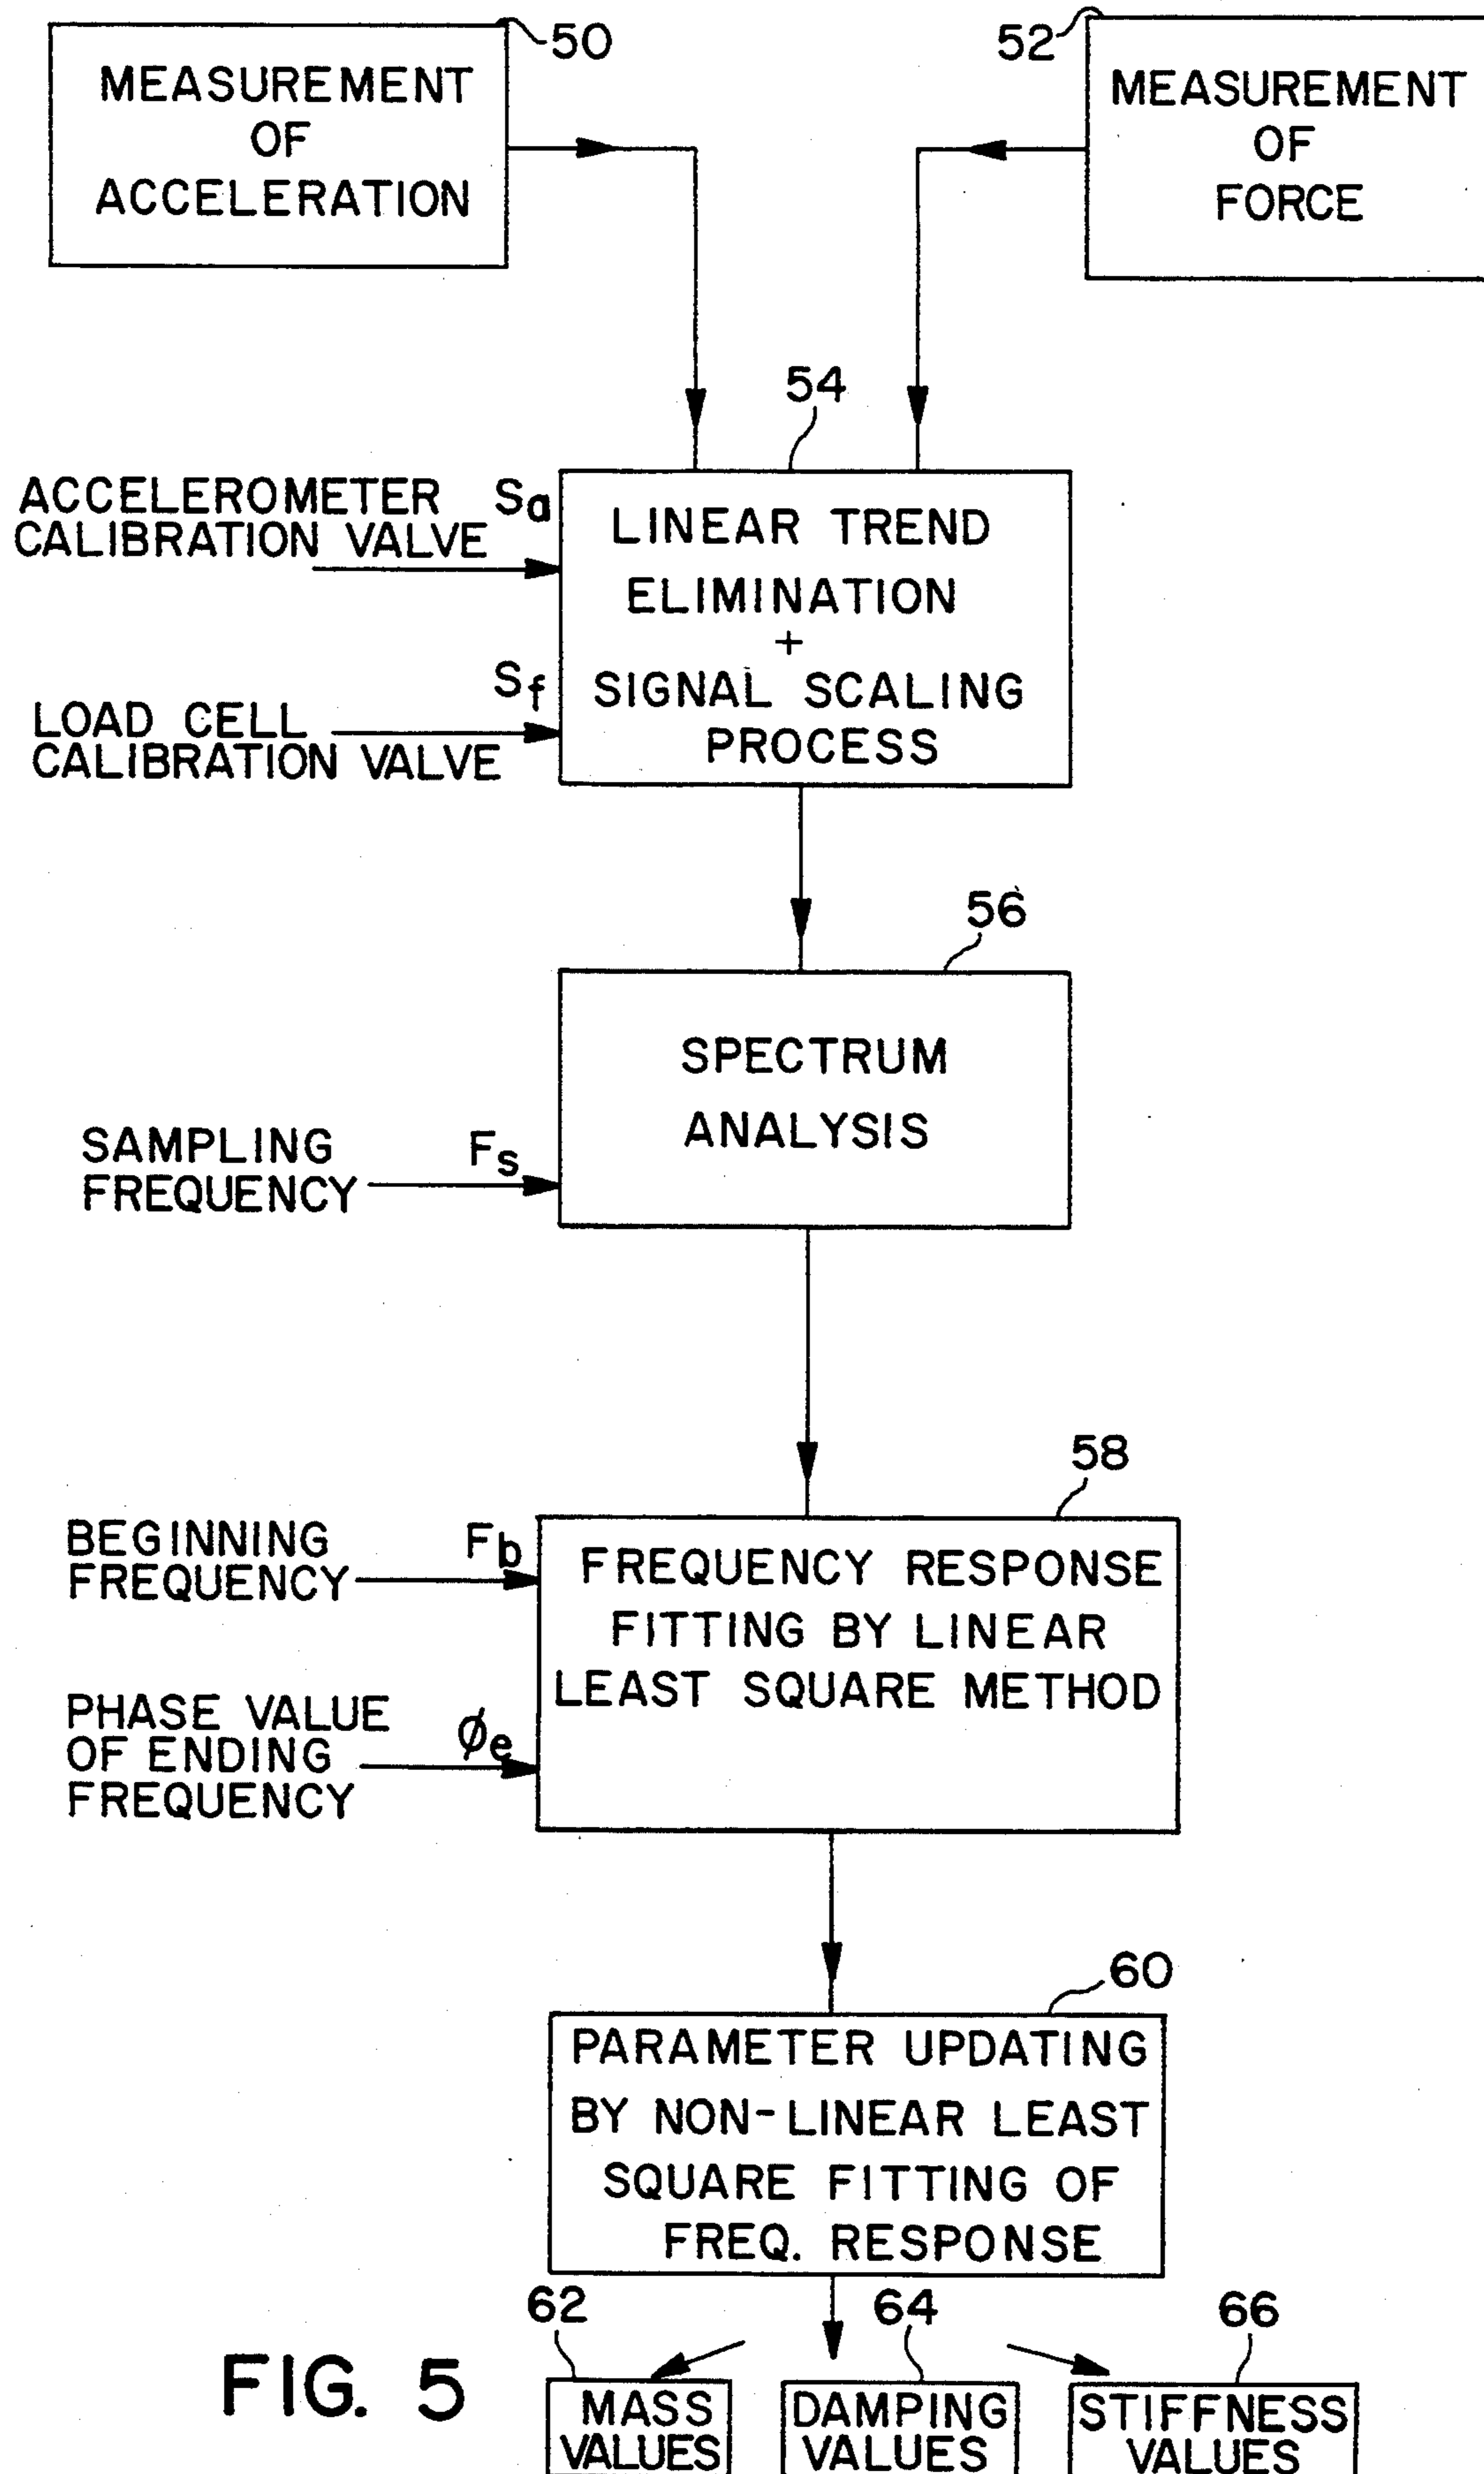 50
MEASUREMENT
OF
ACCELERATION
52
MEASUREMENT
OF
FORCE
54
ACCELEROMETER Sa
CALIBRATION VALVE
LINEAR TREND
ELIMINATION
+
SIGNAL SCALING
PROCESS
Sf
LOAD CELL
CALIBRATION VALVE
56
SPECTRUM
ANALYSIS
SAMPLING
FREQUENCY
Fs
58
BEGINNING
FREQUENCY
Fb
FREQUENCY RESPONSE
FITTING BY LINEAR
LEAST SQUARE METHOD
PHASE VALUE
OF ENDING
FREQUENCY
ϕe
60
PARAMETER UPDATING
BY NON-LINEAR LEAST
SQUARE FITTING OF
FREQ. RESPONSE
62
64
66
MASS
VALUES
DAMPING
VALUES
STIFFNESS
VALUES
FIG. 5